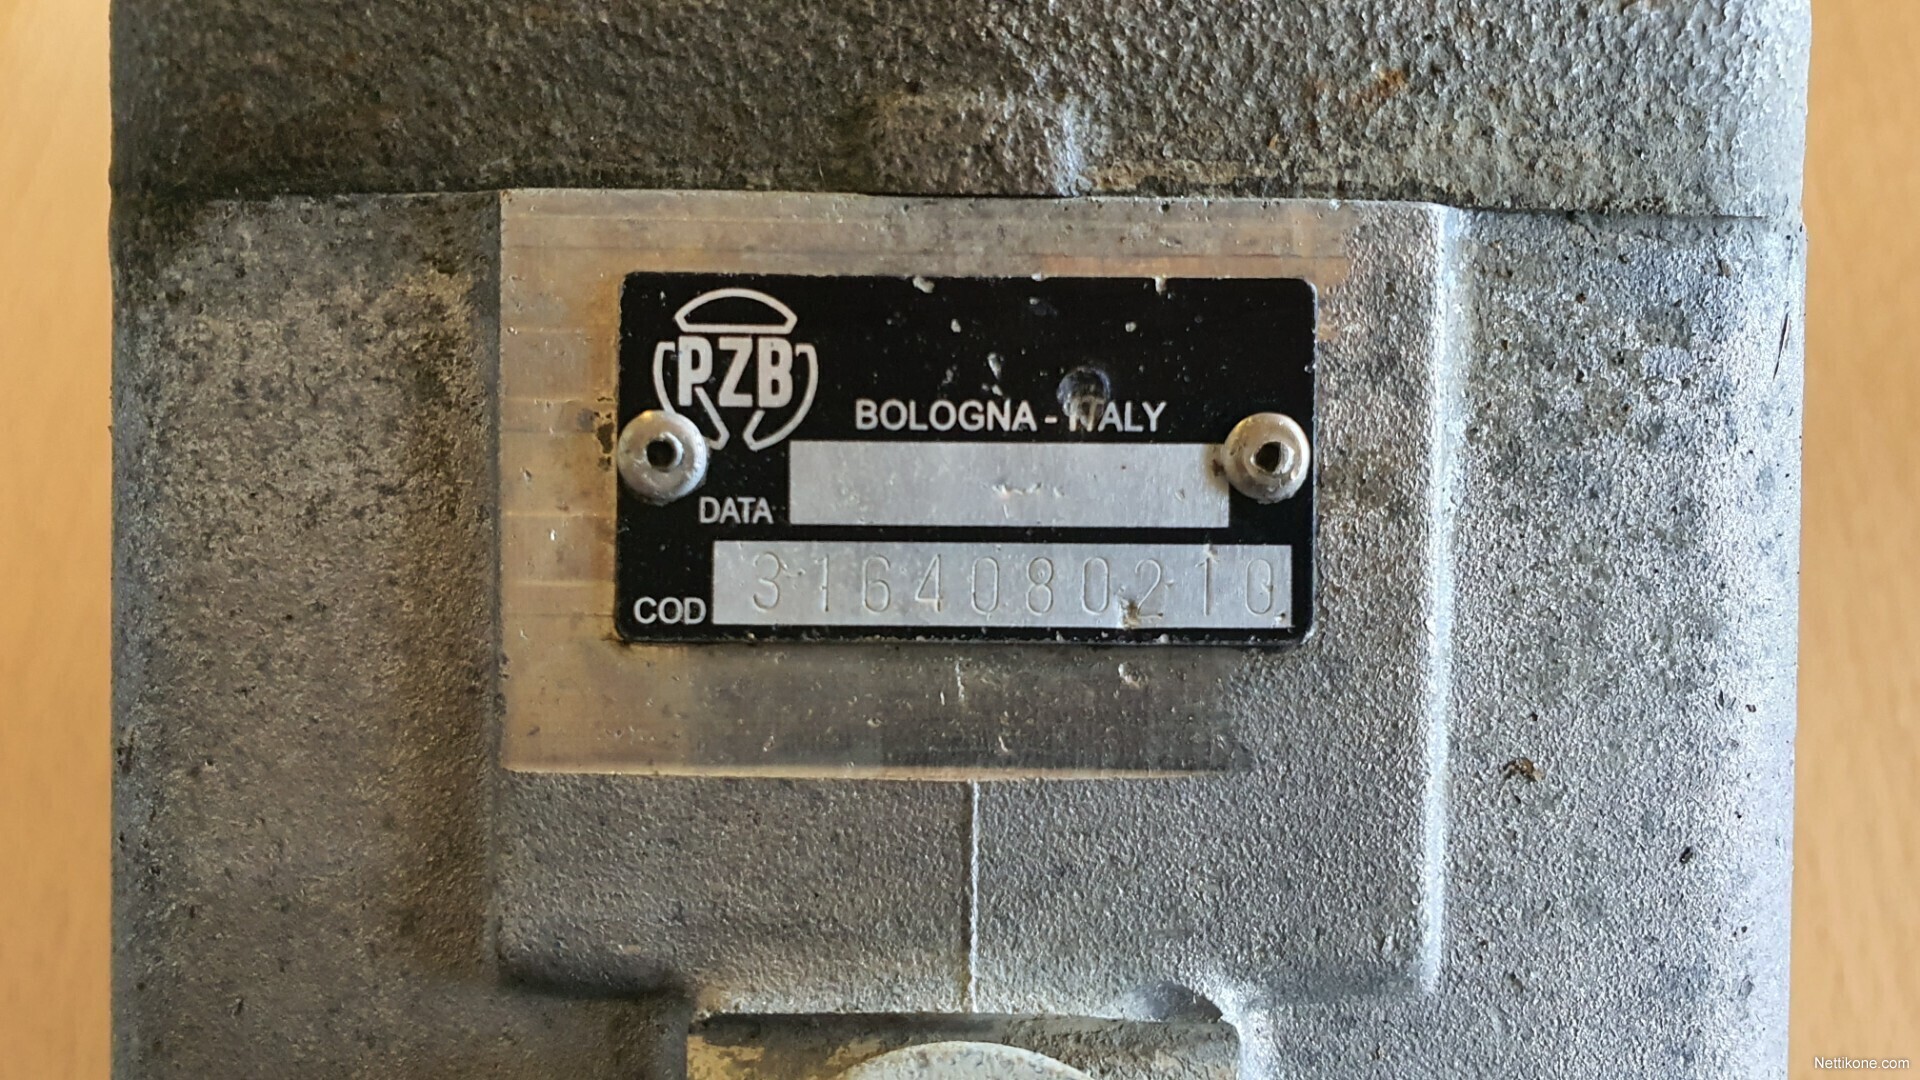 PZB
BOLOGNA - ITALY
DATA
COD 3164080210
Nettikone.com